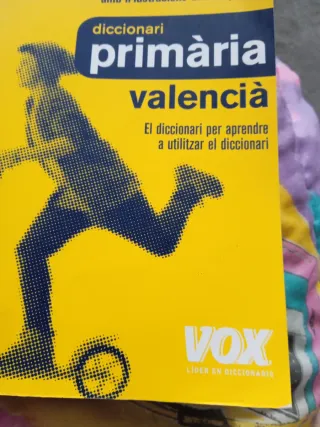 diccionari
primària
valencià
El diccionari per aprendre
a utilitzar el diccionari
VOX
LÍDER EN DICCIONARIS